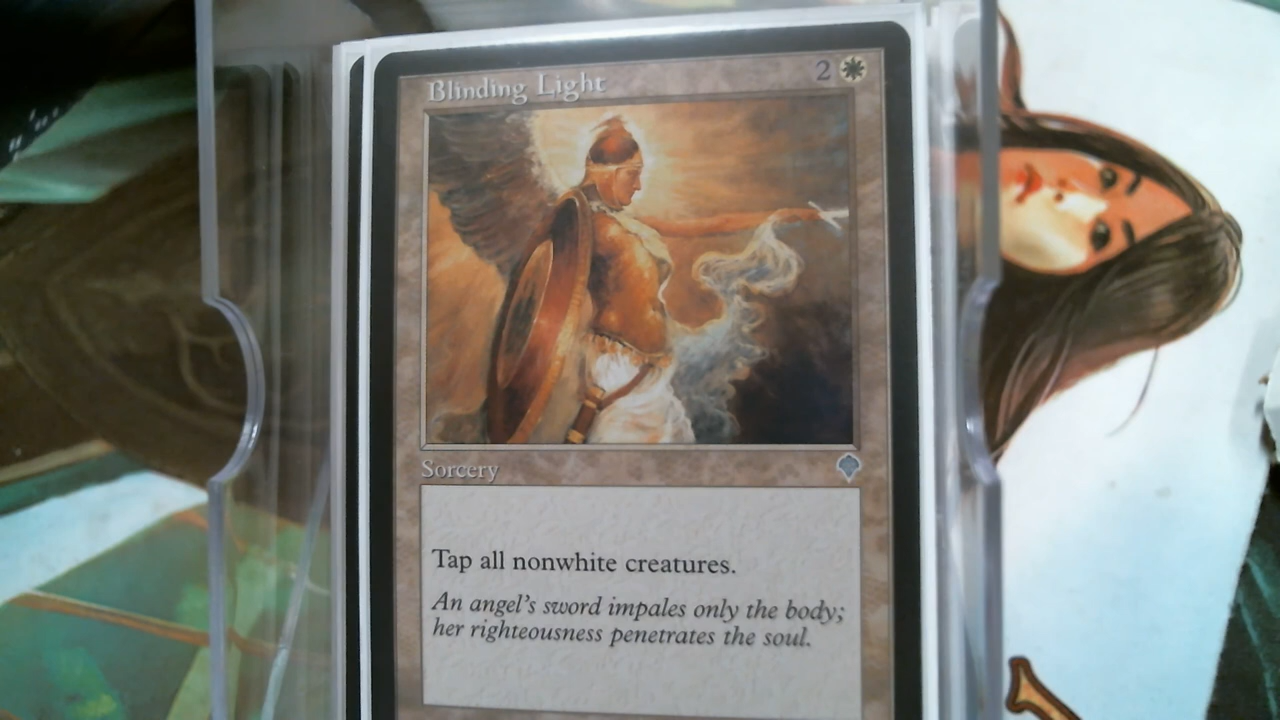 Blinding Light 2
Sorcery
Tap all nonwhite creatures.
An angel's sword impales only the body;
her righteousness penetrates the soul.